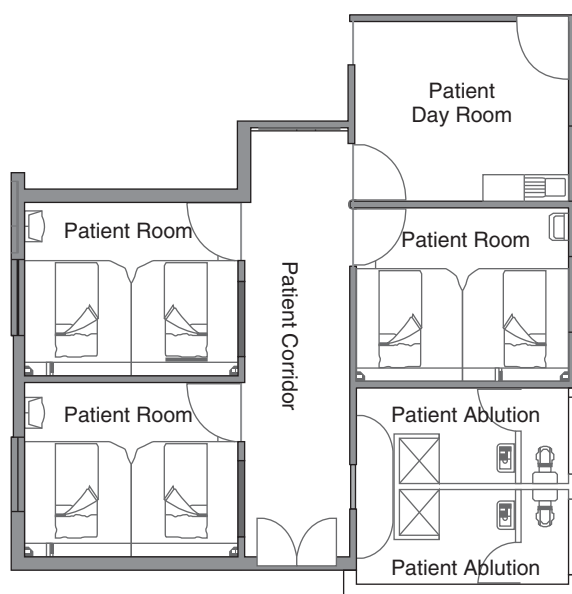 Patient
Day Room
Patient Room
Patient Room
Patient Corridor
Patient Room
Patient Ablution
Patient Ablution